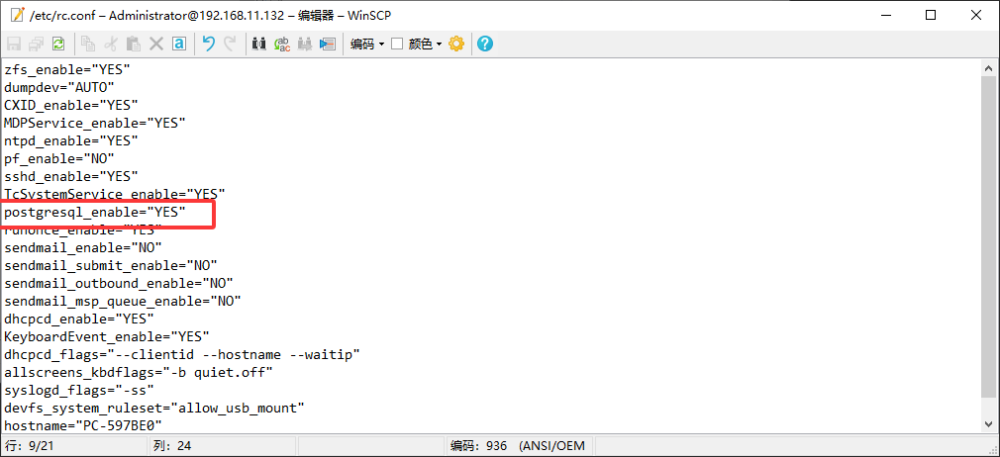 /etc/rc.conf – Administrator@192.168.11.132 – 编辑器 – WinSCP
编码 颜色
zfs_enable="YES"
dumpdev="AUTO"
CXID_enable="YES"
MDPService_enable="YES"
ntpd_enable="YES"
pf_enable="NO"
sshd_enable="YES"
TcSystemService_enable="YES"
postgresql_enable="YES"
runonce_enable="YES"
sendmail_enable="NO"
sendmail_submit_enable="NO"
sendmail_outbound_enable="NO"
sendmail_msp_queue_enable="NO"
dhcpcd_enable="YES"
KeyboardEvent_enable="YES"
dhcpcd_flags="--clientid --hostname --waitip"
allscreens_kbdflags="-b quiet.off"
syslogd_flags="-ss"
devfs_system_ruleset="allow_usb_mount"
hostname="PC-597BE0"
行: 9/21 列: 24 编码: 936 (ANSI/OEM